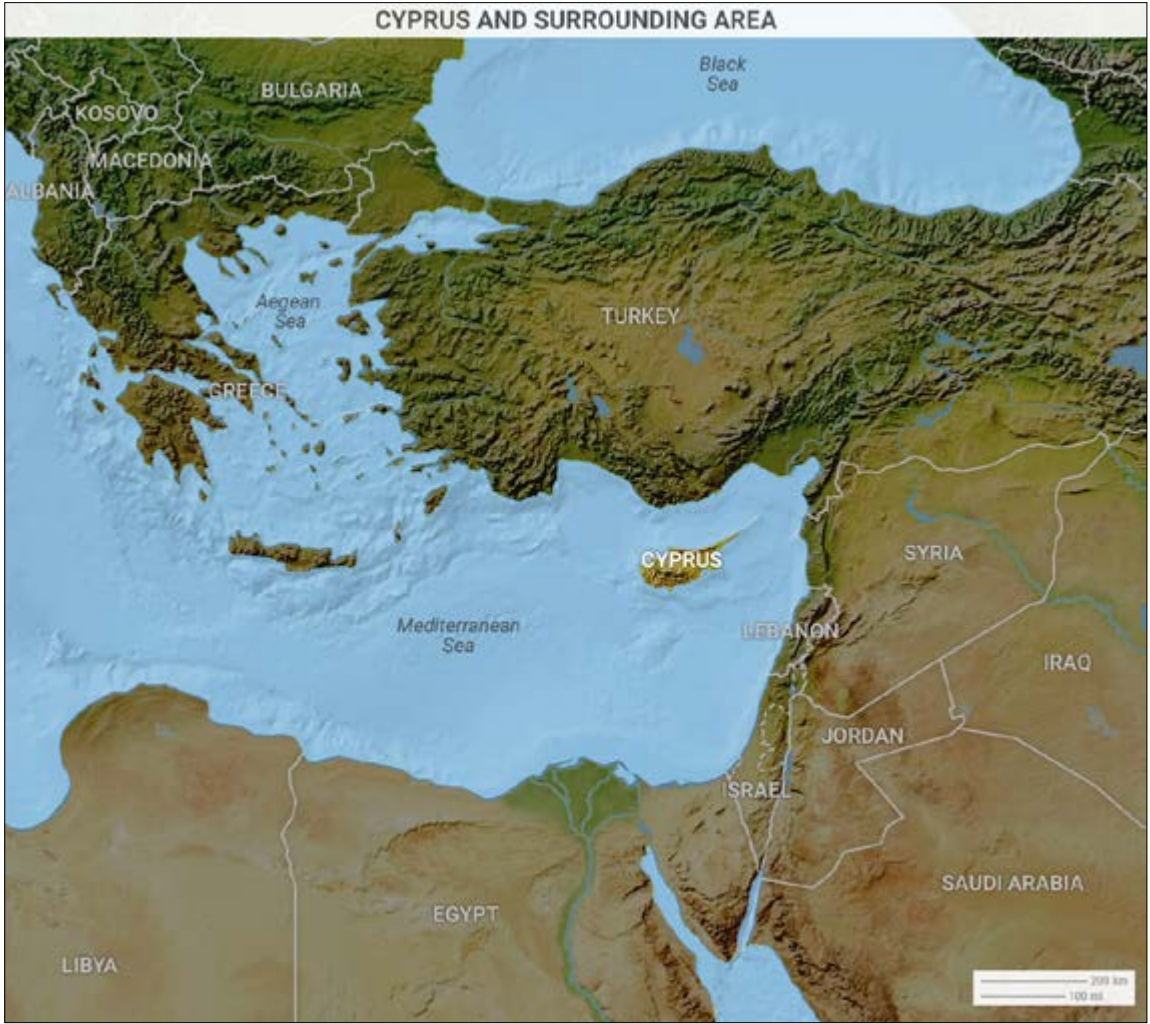 CYPRUS AND SURROUNDING AREA
Black
Sea
BULGARIA
KOSOVO
MACEDONIA
ALBANIA
Aegean
Sea
TURKEY
GREECE
CYPRUS
SYRIA
Mediterranean
Sea
LEBANON
IRAQ
JORDAN
ISRAEL
SAUDI ARABIA
EGYPT
LIBYA
200 km
100 mi